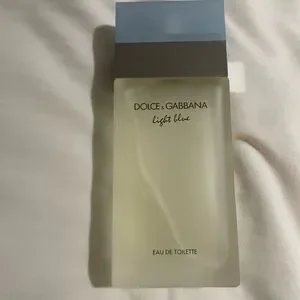 DOLCE & GABBANA
light blue
EAU DE TOILETTE